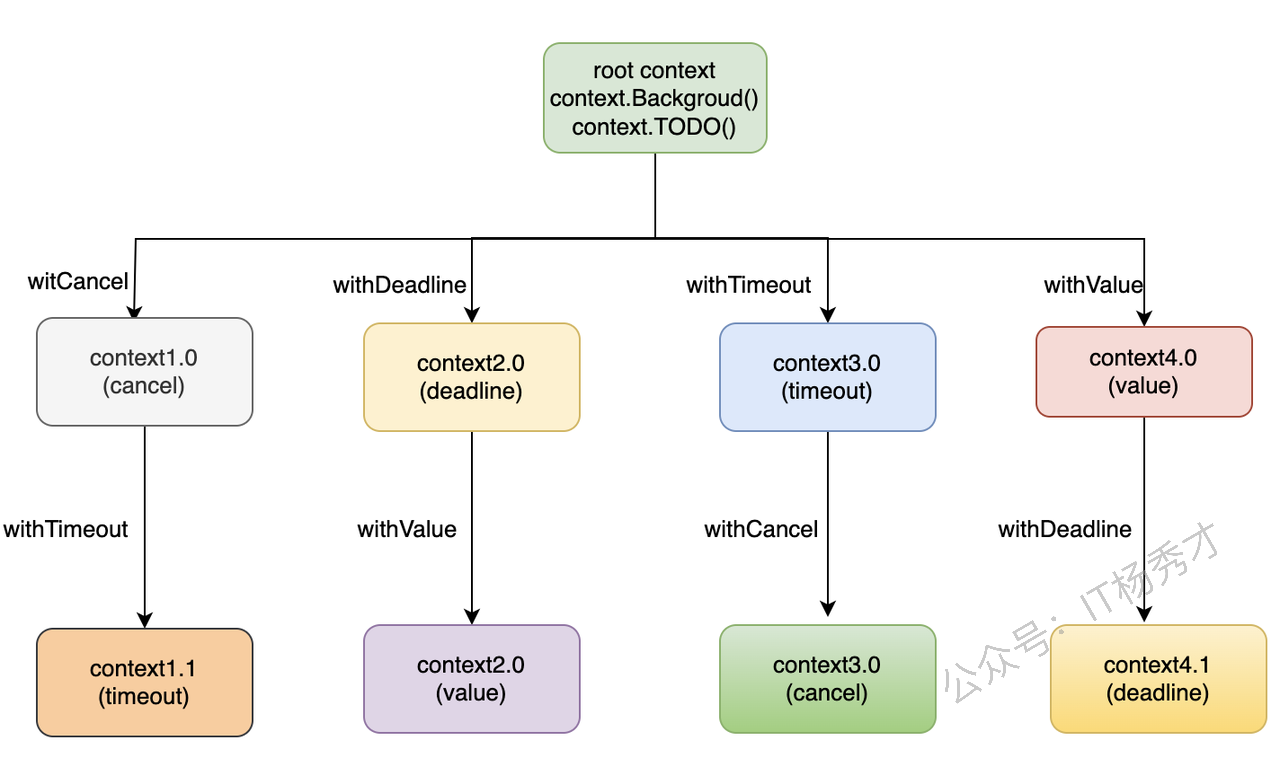 root context
context.Backgroud()
context.TODO()
witCancel
withDeadline
withTimeout
withValue
context1.0
(cancel)
context2.0
(deadline)
context3.0
(timeout)
context4.0
(value)
withTimeout
withValue
withCancel
withDeadline
context1.1
(timeout)
context2.0
(value)
context3.0
(cancel)
context4.1
(deadline)
公众号：IT杨秀才